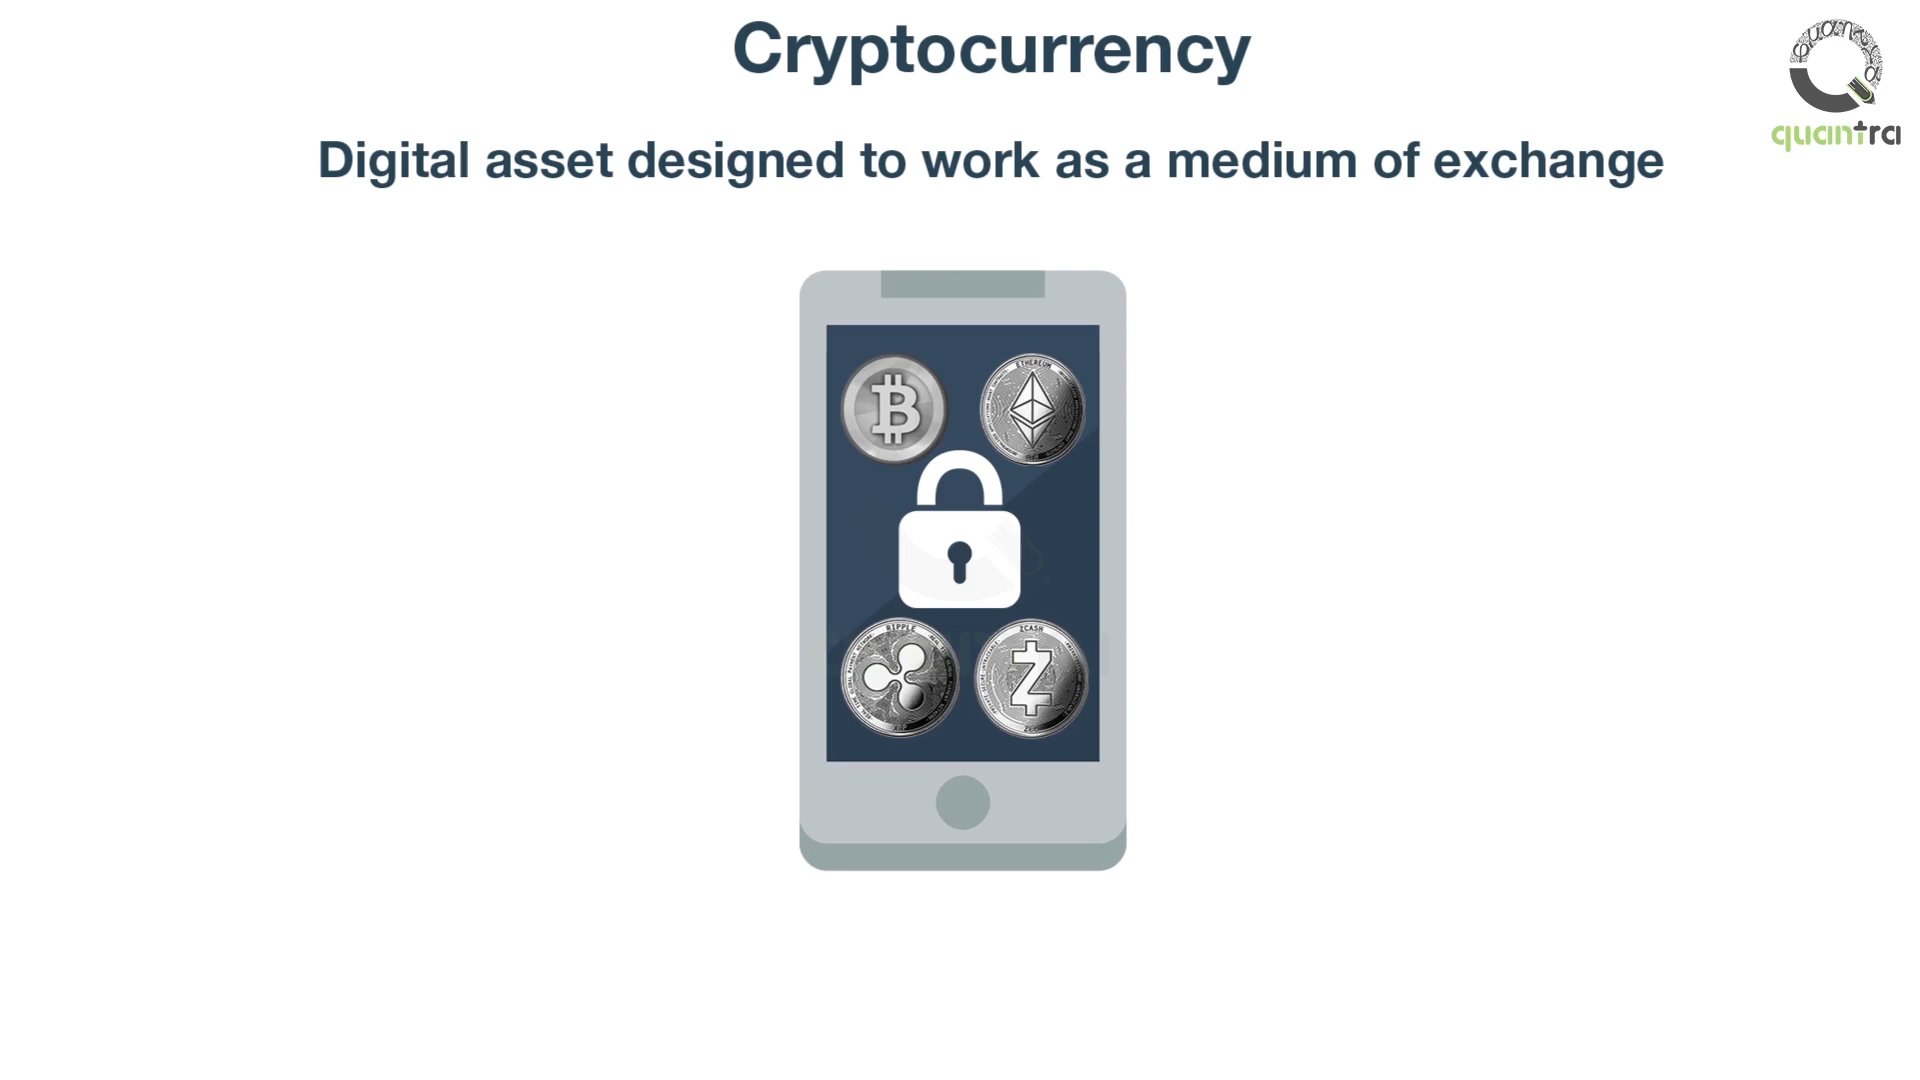 Cryptocurrency
Digital asset designed to work as a medium of exchange
quantra
ETHEREUM
RIPPLE
ZCASH